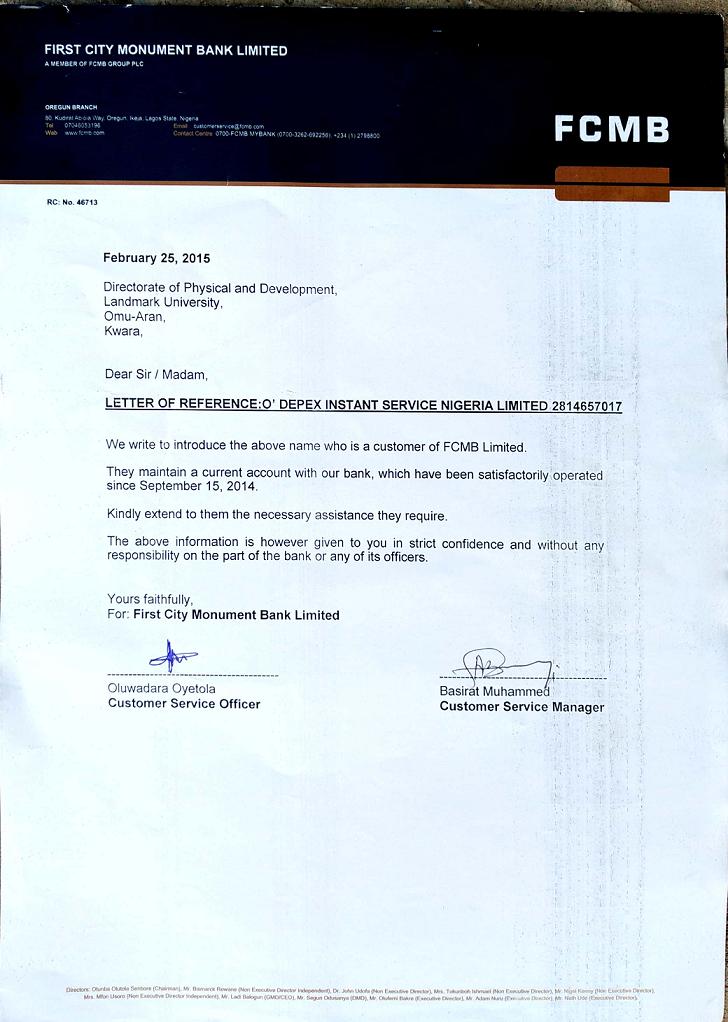 FIRST CITY MONUMENT BANK LIMITED
A MEMBER OF FCMB GROUP PLC
OREGUN BRANCH
80, Kudirat Abiola Way, Oregun, Ikeja, Lagos State, Nigeria
Tel 07046053196 Email customerservice@fcmb.com
Web www.fcmb.com Contact Centre 0700-FCMB MYBANK (0700-3262-692256), +234 (1) 2798800
FCMB
RC: No. 46713
February 25, 2015
Directorate of Physical and Development,
Landmark University,
Omu-Aran,
Kwara,
Dear Sir / Madam,
LETTER OF REFERENCE:O' DEPEX INSTANT SERVICE NIGERIA LIMITED 2814657017
We write to introduce the above name who is a customer of FCMB Limited.
They maintain a current account with our bank, which have been satisfactorily operated
since September 15, 2014.
Kindly extend to them the necessary assistance they require.
The above information is however given to you in strict confidence and without any
responsibility on the part of the bank or any of its officers.
Yours faithfully,
For: First City Monument Bank Limited
Oluwadara Oyetola
Customer Service Officer
Basirat Muhammed
Customer Service Manager
Directors: Otunba Olutola Senbore (Chairman), Mr. Bismarck Rewane (Non Executive Director Independent), Dr. John Udofa (Non Executive Director), Mrs. Tokunboh Ishmael (Non Executive Director), Mr. Nigel Kenny (Non Executive Director),
Mrs. Mfon Usoro (Non Executive Director Independent), Mr. Ladi Balogun (GMD/CEO), Mr. Segun Odusanya (DMD), Mr. Olufemi Bakre (Executive Director), Mr. Adam Nuru (Executive Director), Mr. Nath Ude (Executive Director).